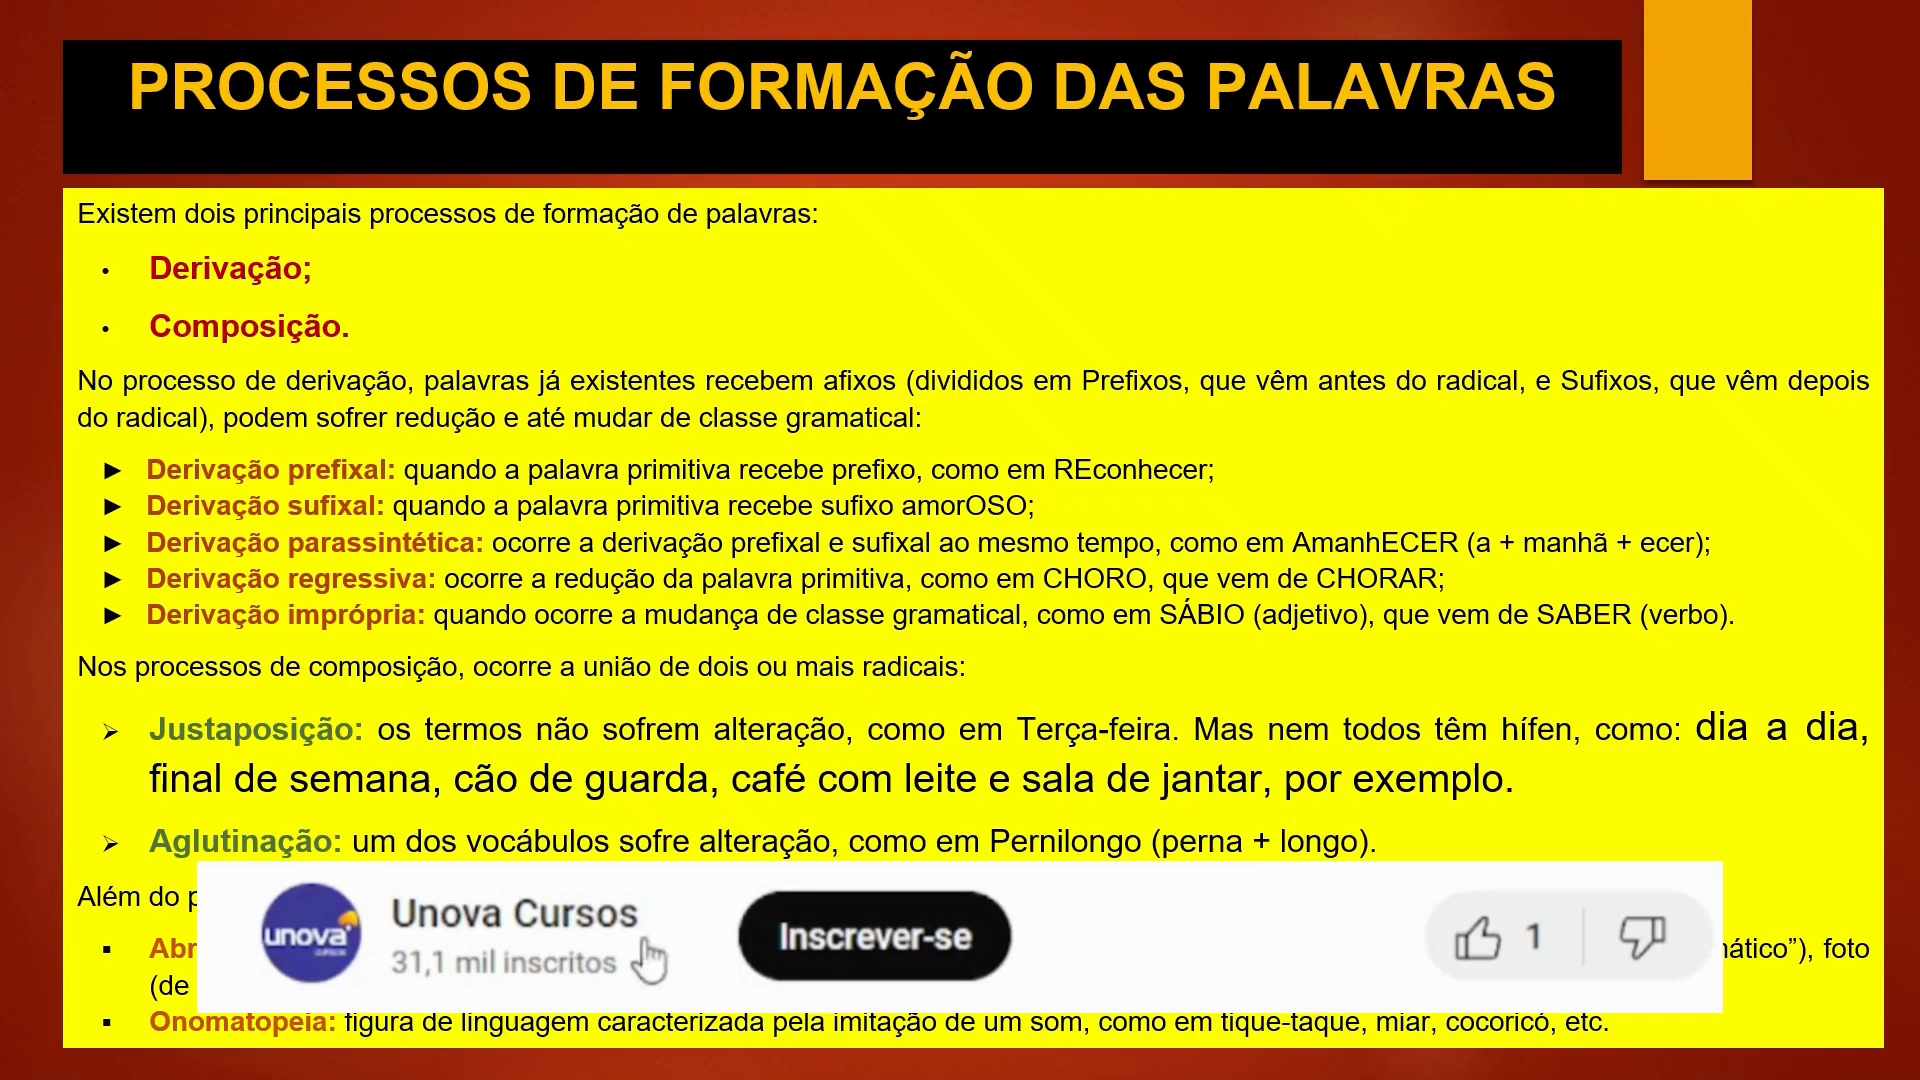 PROCESSOS DE FORMAÇÃO DAS PALAVRAS
Existem dois principais processos de formação de palavras:
• Derivação;
• Composição.
No processo de derivação, palavras já existentes recebem afixos (divididos em Prefixos, que vêm antes do radical, e Sufixos, que vêm depois
do radical), podem sofrer redução e até mudar de classe gramatical:
► Derivação prefixal: quando a palavra primitiva recebe prefixo, como em REconhecer;
► Derivação sufixal: quando a palavra primitiva recebe sufixo amorOSO;
► Derivação parassintética: ocorre a derivação prefixal e sufixal ao mesmo tempo, como em AmanhECER (a + manhã + ecer);
► Derivação regressiva: ocorre a redução da palavra primitiva, como em CHORO, que vem de CHORAR;
► Derivação imprópria: quando ocorre a mudança de classe gramatical, como em SÁBIO (adjetivo), que vem de SABER (verbo).
Nos processos de composição, ocorre a união de dois ou mais radicais:
➢ Justaposição: os termos não sofrem alteração, como em Terça-feira. Mas nem todos têm hífen, como: dia a dia,
final de semana, cão de guarda, café com leite e sala de jantar, por exemplo.
➢ Aglutinação: um dos vocábulos sofre alteração, como em Pernilongo (perna + longo).
Além do
unova
Unova Cursos
31,1 mil inscritos
Inscrever-se
1
foto
(de
▪ Onomatopeia: figura de linguagem caracterizada pela imitação de um som, como em tique-taque, miar, cocoricó, etc.